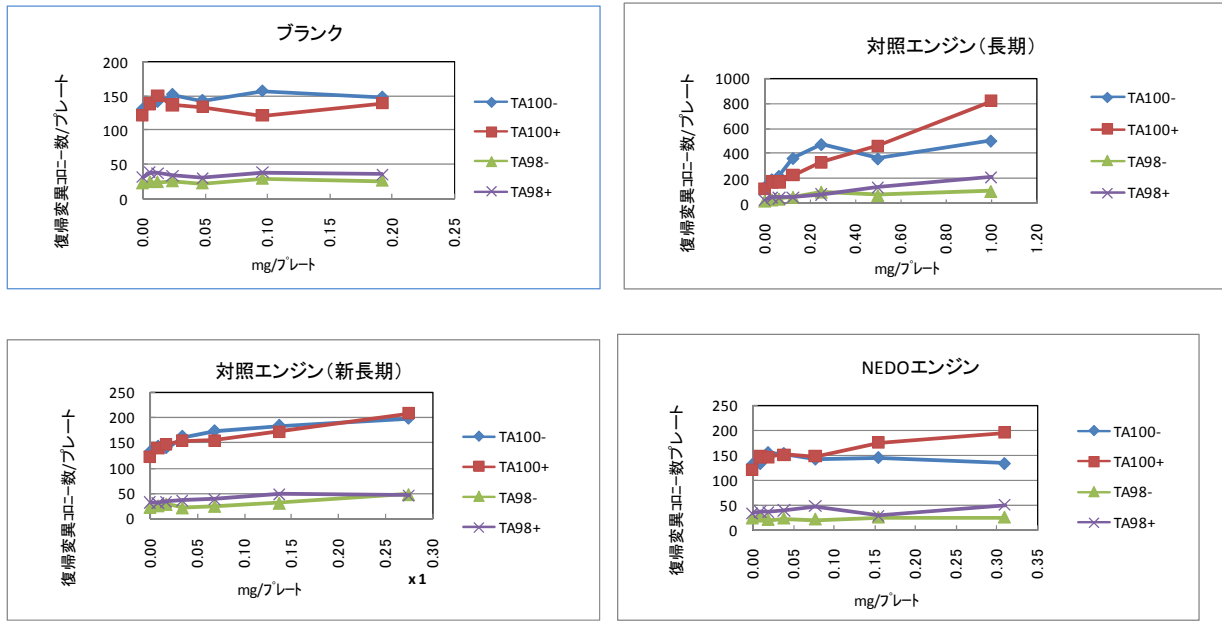 ブランク
復帰変異コロニー数/プレート
200
150
100
50
0
0.00
0.05
0.10
0.15
0.20
0.25
mg/プレート
TA100-
TA100+
TA98-
TA98+
対照エンジン(長期)
復帰変異コロニー数/プレート
1000
800
600
400
200
0
0.00
0.20
0.40
0.60
0.80
1.00
1.20
mg/プレート
TA100-
TA100+
TA98-
TA98+
対照エンジン(新長期)
復帰変異コロニー数/プレート
250
200
150
100
50
0
0.00
0.05
0.10
0.15
0.20
0.25
0.30
x 1
mg/プレート
TA100-
TA100+
TA98-
TA98+
NEDOエンジン
復帰変異コロニー数プレート
250
200
150
100
50
0
0.00
0.05
0.10
0.15
0.20
0.25
0.30
0.35
mg/プレート
TA100-
TA100+
TA98-
TA98+